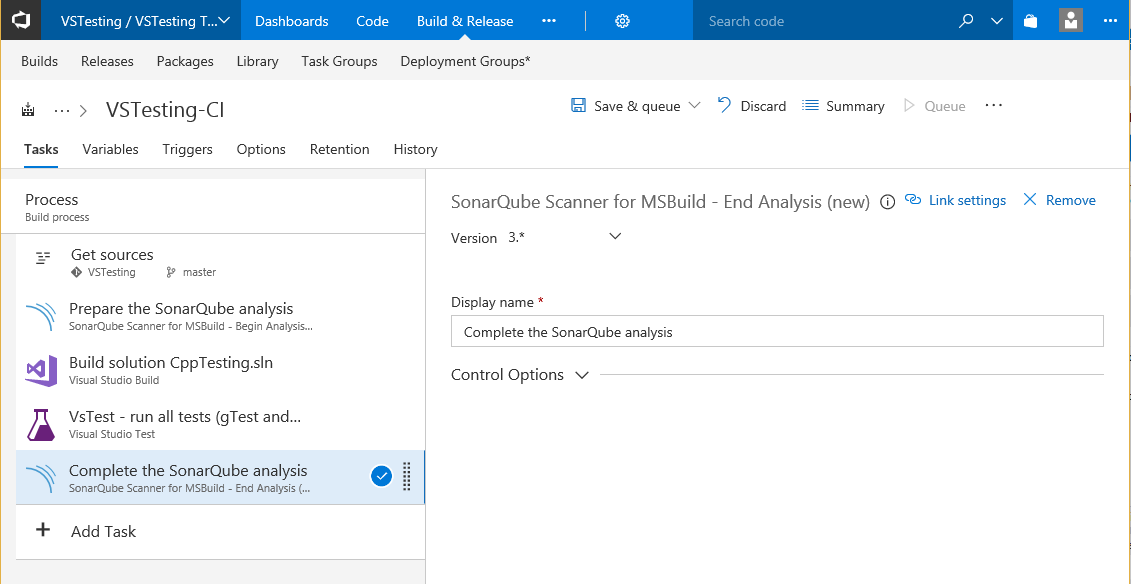 VSTesting / VSTesting T...
Dashboards
Code
Build & Release
...
Search code
...
Builds
Releases
Packages
Library
Task Groups
Deployment Groups*
... > VSTesting-CI
Save & queue
Discard
Summary
Queue
...
Tasks
Variables
Triggers
Options
Retention
History
Process
Build process
Get sources
VSTesting
master
Prepare the SonarQube analysis
SonarQube Scanner for MSBuild - Begin Analysis...
Build solution CppTesting.sln
Visual Studio Build
VsTest - run all tests (gTest and...
Visual Studio Test
Complete the SonarQube analysis
SonarQube Scanner for MSBuild - End Analysis (...
+ Add Task
SonarQube Scanner for MSBuild - End Analysis (new)
Link settings
Remove
Version 3.*
Display name *
Complete the SonarQube analysis
Control Options